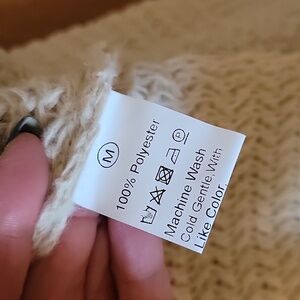 M
100% Polyester
P
Machine Wash
Cold Gentle With
Like Color.